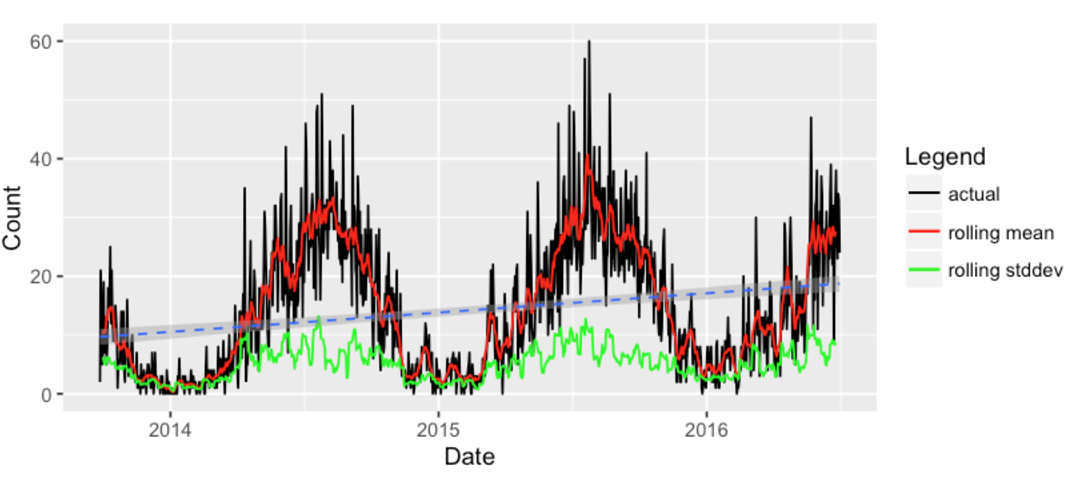 60
40
20
0
Count
2014
2015
2016
Date
Legend
actual
rolling mean
rolling stddev